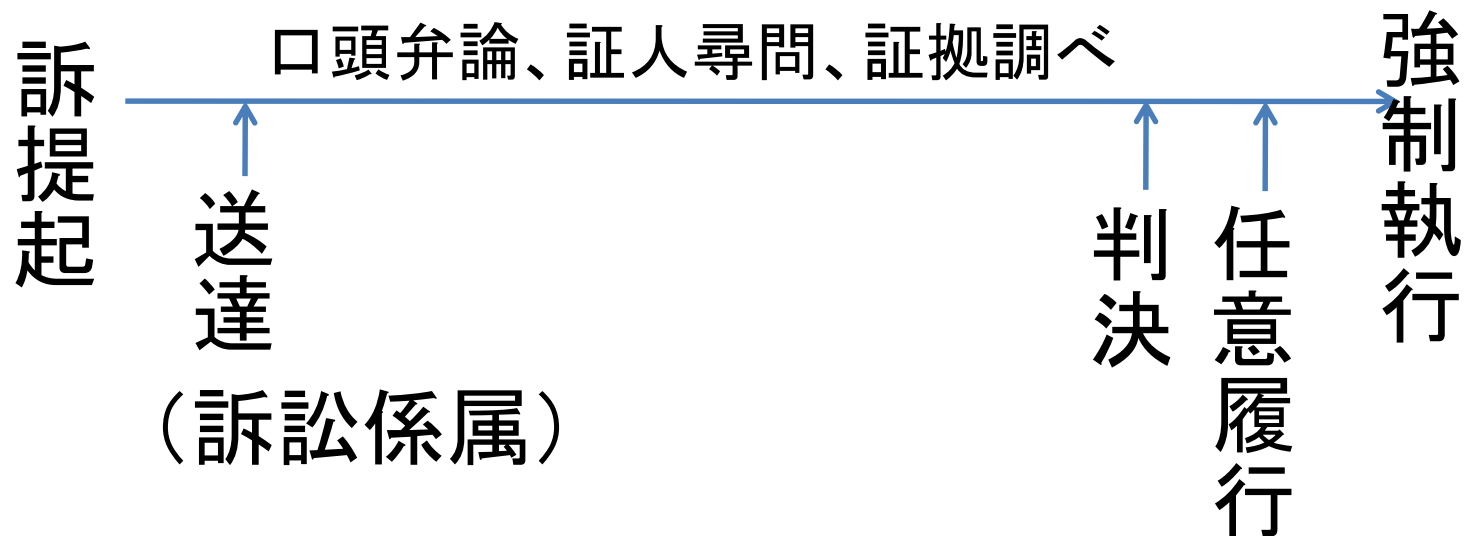 訴提起
口頭弁論、証人尋問、証拠調べ
送達
（訴訟係属）
判決
任意履行
強制執行